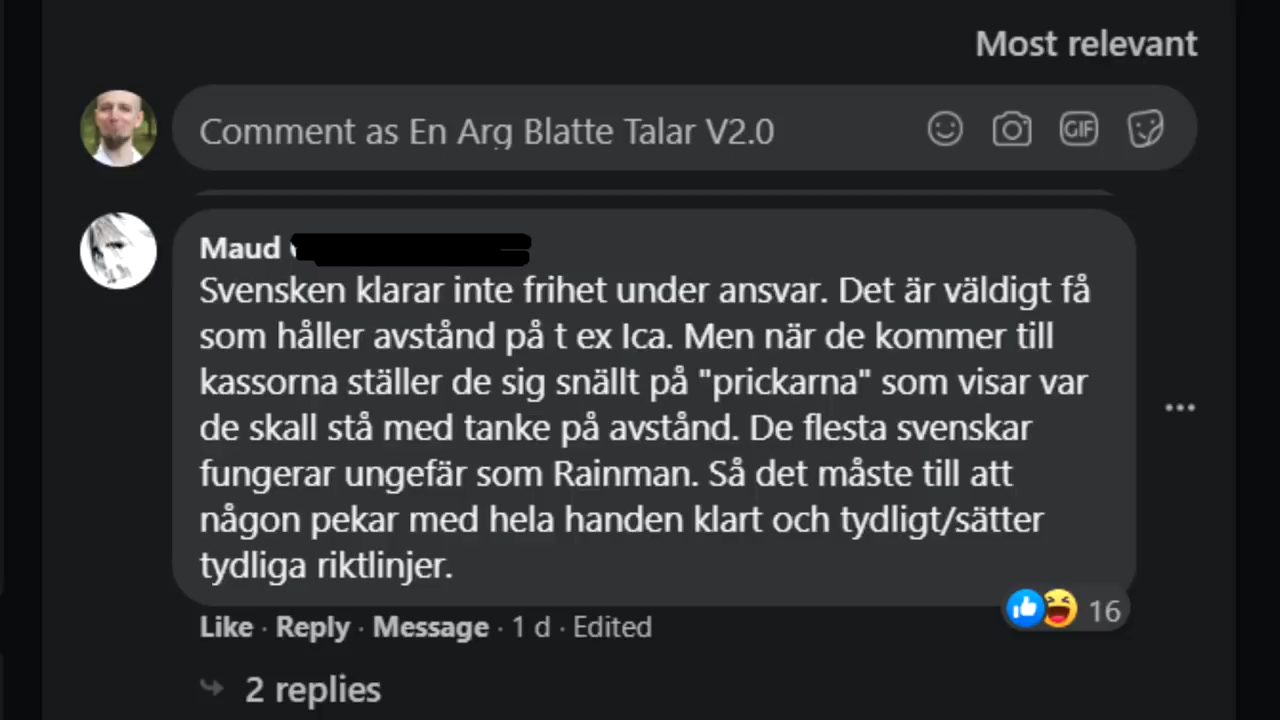 Most relevant
Comment as En Arg Blatte Talar V2.0
GIF
Maud
Svensken klarar inte frihet under ansvar. Det är väldigt få
som håller avstånd på t ex Ica. Men när de kommer till
kassorna ställer de sig snällt på "prickarna" som visar var
de skall stå med tanke på avstånd. De flesta svenskar
fungerar ungefär som Rainman. Så det måste till att
någon pekar med hela handen klart och tydligt/sätter
tydliga riktlinjer.
16
Like · Reply · Message · 1 d · Edited
2 replies